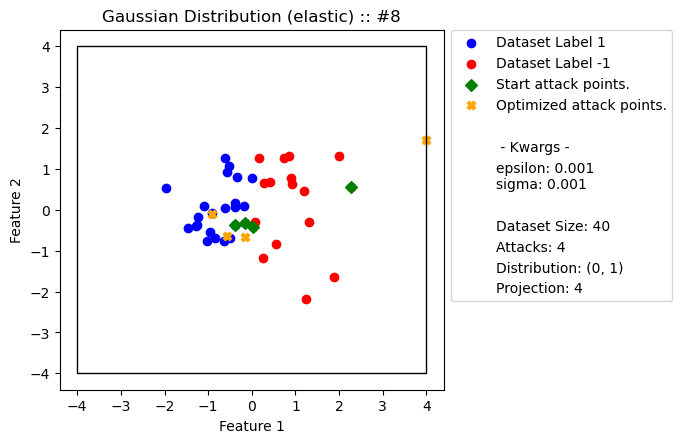 Gaussian Distribution (elastic) :: #8
Feature 2
4
3
2
1
0
−1
−2
−3
−4
−4 −3 −2 −1 0 1 2 3 4
Feature 1
Dataset Label 1
Dataset Label -1
Start attack points.
Optimized attack points.
- Kwargs -
epsilon: 0.001
sigma: 0.001
Dataset Size: 40
Attacks: 4
Distribution: (0, 1)
Projection: 4